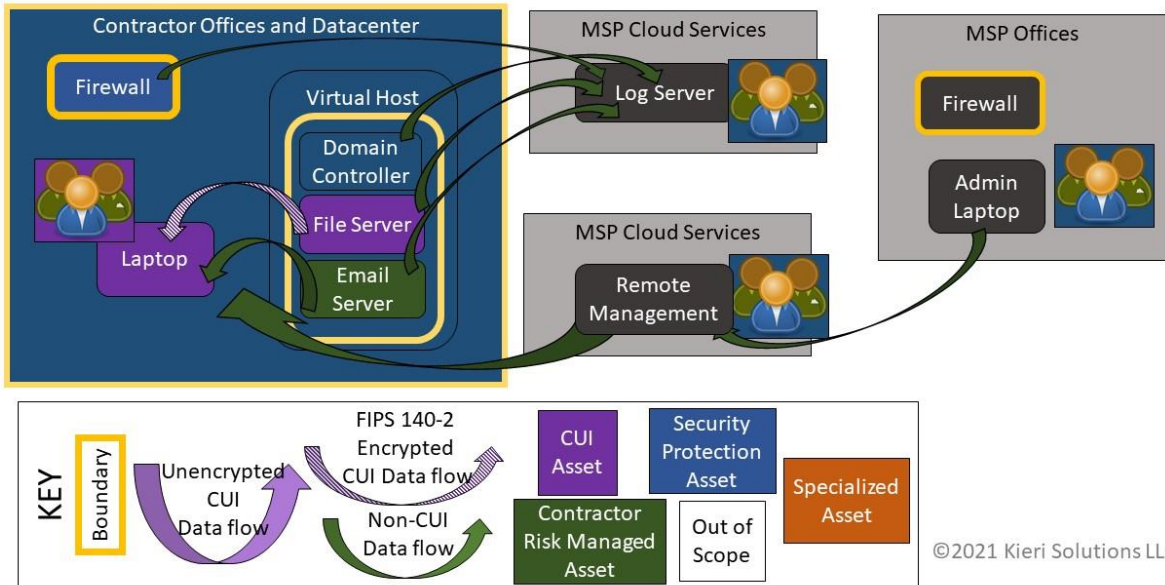 Contractor Offices and Datacenter
Firewall
Virtual Host
Domain
Controller
File Server
Email
Server
Laptop
MSP Cloud Services
Log Server
MSP Cloud Services
Remote
Management
MSP Offices
Firewall
Admin
Laptop
KEY
Boundary
Unencrypted
CUI
Data flow
FIPS 140-2
Encrypted
CUI Data flow
Non-CUI
Data flow
CUI
Asset
Security
Protection
Asset
Contractor
Risk Managed
Asset
Out of
Scope
Specialized
Asset
©2021 Kieri Solutions LL